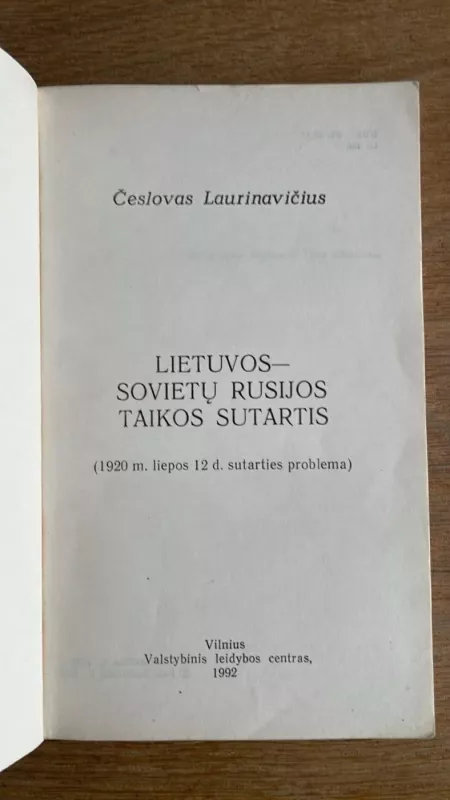 Česlovas Laurinavičius
LIETUVOS—
SOVIETŲ RUSIJOS
TAIKOS SUTARTIS
(1920 m. liepos 12 d. sutarties problema)
Vilnius
Valstybinis leidybos centras,
1992